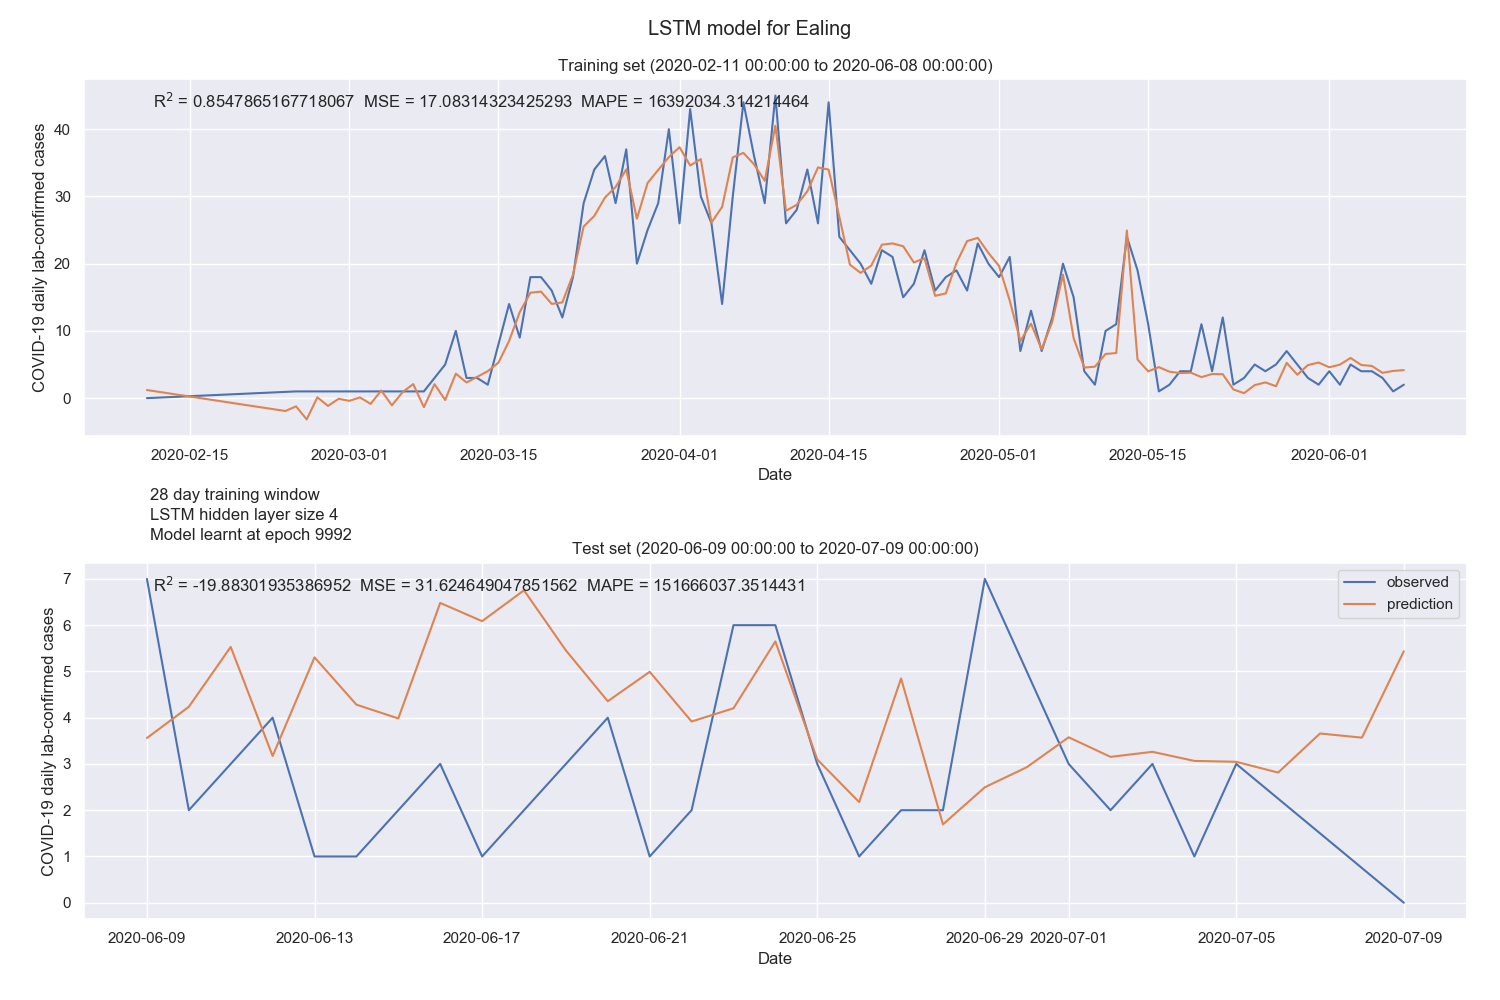 LSTM model for Ealing
Training set (2020-02-11 00:00:00 to 2020-06-08 00:00:00)
R² = 0.8547865167718067  MSE = 17.08314323425293  MAPE = 16392034.314214464
COVID-19 daily lab-confirmed cases
40
30
20
10
0
2020-02-15 2020-03-01 2020-03-15 2020-04-01 2020-04-15 2020-05-01 2020-05-15 2020-06-01
Date
28 day training window
LSTM hidden layer size 4
Model learnt at epoch 9992
Test set (2020-06-09 00:00:00 to 2020-07-09 00:00:00)
R² = -19.88301935386952  MSE = 31.624649047851562  MAPE = 151666037.3514431
observed
prediction
COVID-19 daily lab-confirmed cases
7
6
5
4
3
2
1
0
2020-06-09 2020-06-13 2020-06-17 2020-06-21 2020-06-25 2020-06-29 2020-07-01 2020-07-05 2020-07-09
Date